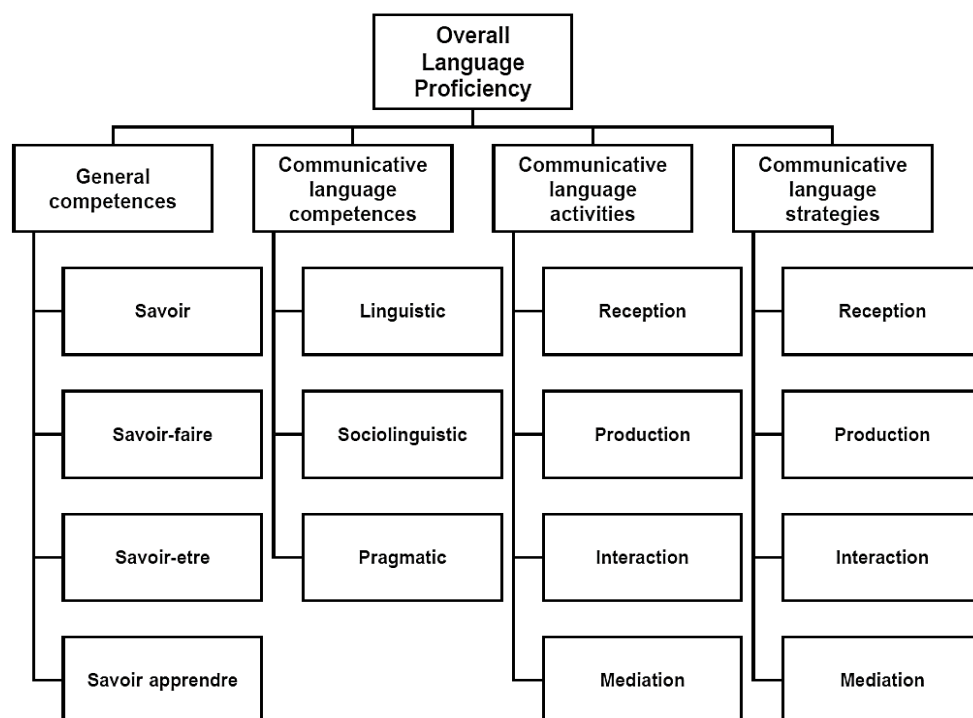 Overall
Language
Proficiency
General
competences
Communicative
language
competences
Communicative
language
activities
Communicative
language
strategies
Savoir
Linguistic
Reception
Reception
Savoir-faire
Sociolinguistic
Production
Production
Savoir-etre
Pragmatic
Interaction
Interaction
Savoir apprendre
Mediation
Mediation